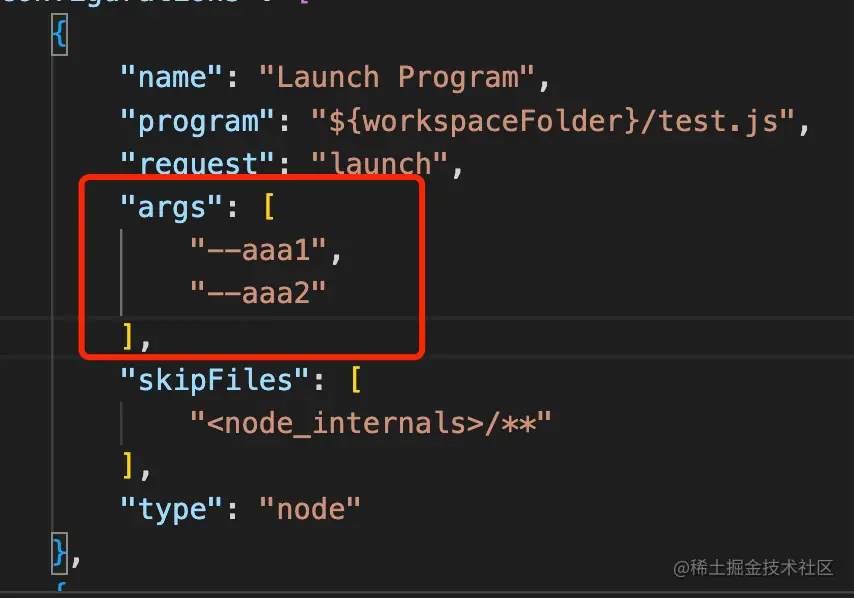 {
"name": "Launch Program",
"program": "${workspaceFolder}/test.js",
"request": "launch",
"args": [
"--aaa1",
"--aaa2"
],
"skipFiles": [
"<node_internals>/**"
],
"type": "node"
},
@稀土掘金技术社区